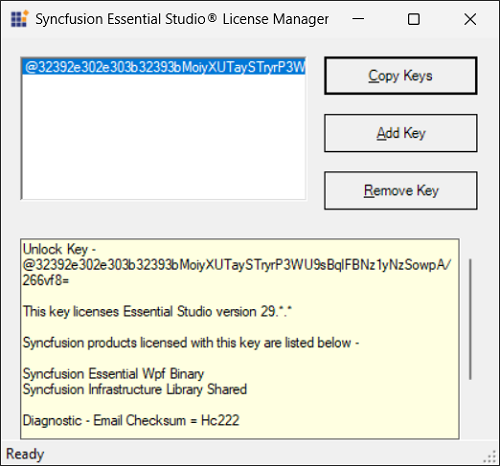 Syncfusion Essential Studio® License Manager
@32392e302e303b32393bMoiyXUTaySTryrP3W
Copy Keys
Add Key
Remove Key
Unlock Key -
@32392e302e303b32393bMoiyXUTaySTryrP3WU9sBqlFBNz1yNzSowpA/
266vf8=
This key licenses Essential Studio version 29.*.*
Syncfusion products licensed with this key are listed below -
Syncfusion Essential Wpf Binary
Syncfusion Infrastructure Library Shared
Diagnostic - Email Checksum = Hc222
Ready